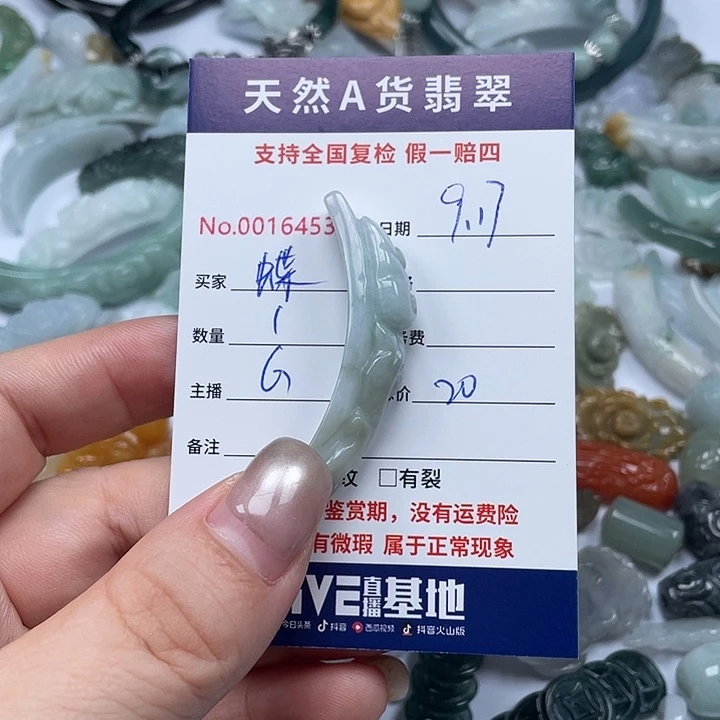 天然A货翡翠
支持全国复检 假一赔四
No.0016453 日期 9.17
买家 蝶
数量 1 费
主播 G 价 20
备注
纹 □有裂
鉴赏期，没有运费险
有微瑕 属于正常现象
IVE直播基地
今日头条 抖音 西瓜视频 抖音火山版